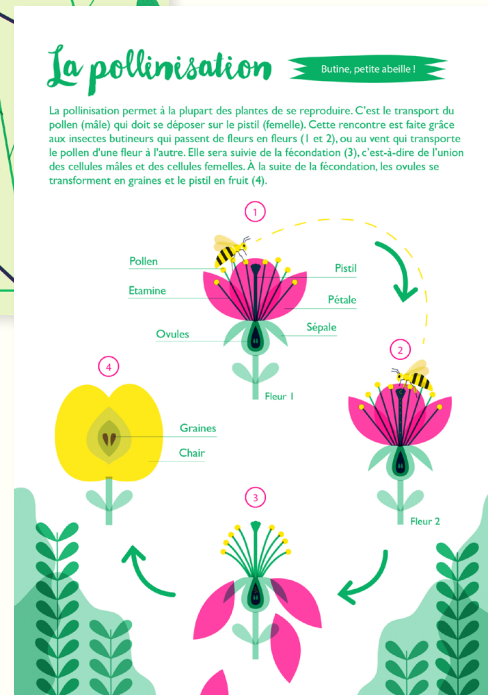 La pollinisation
Butine, petite abeille !
La pollinisation permet à la plupart des plantes de se reproduire. C'est le transport du
pollen (mâle) qui doit se déposer sur le pistil (femelle). Cette rencontre est faite grâce
aux insectes butineurs qui passent de fleurs en fleurs (1 et 2), ou au vent qui transporte
le pollen d'une fleur à l'autre. Elle sera suivie de la fécondation (3), c'est-à-dire de l'union
des cellules mâles et des cellules femelles. À la suite de la fécondation, les ovules se
transforment en graines et le pistil en fruit (4).
1
Pollen
Pistil
Etamine
Pétale
Ovules
Sépale
Fleur 1
2
Fleur 2
4
Graines
Chair
3